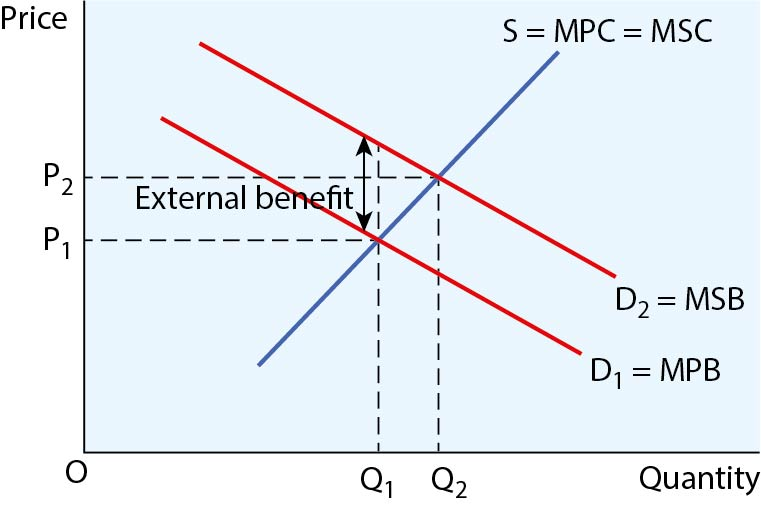 Price
S = MPC = MSC
P₂
External benefit
P₁
D₂ = MSB
D₁ = MPB
O
Q₁
Q₂
Quantity